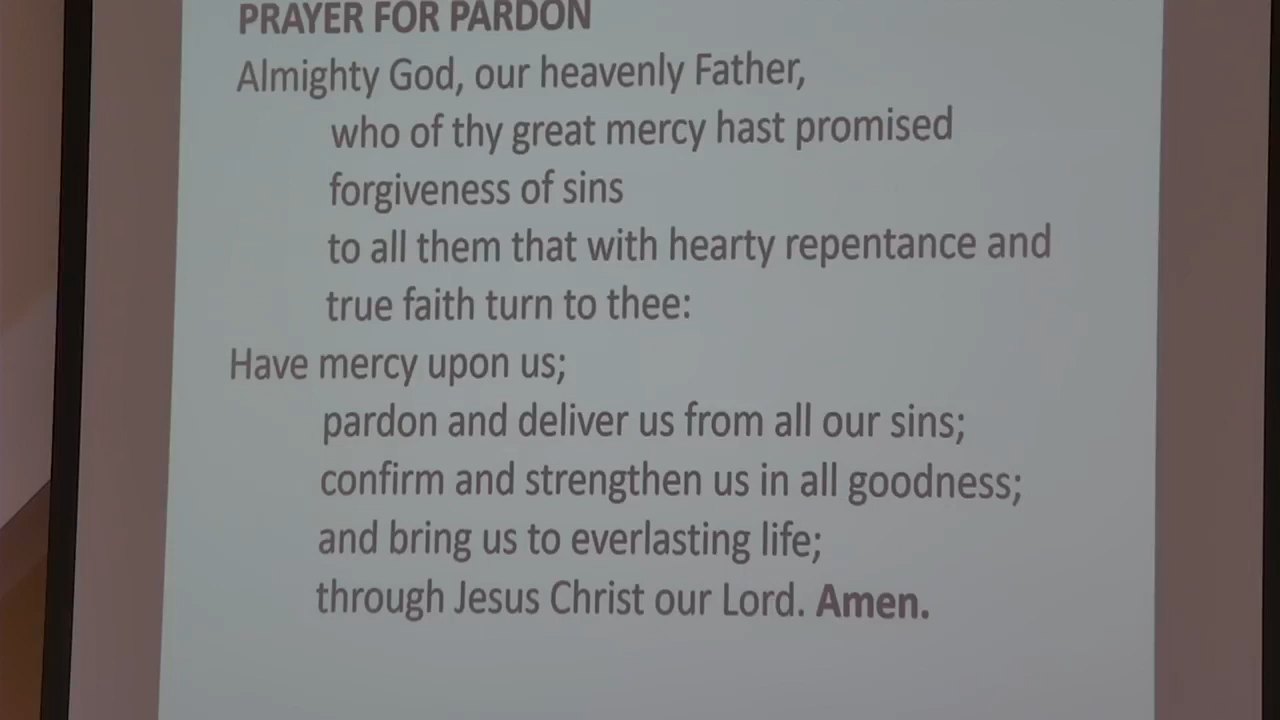 PRAYER FOR PARDON
Almighty God, our heavenly Father,
who of thy great mercy hast promised
forgiveness of sins
to all them that with hearty repentance and
true faith turn to thee:
Have mercy upon us;
pardon and deliver us from all our sins;
confirm and strengthen us in all goodness;
and bring us to everlasting life;
through Jesus Christ our Lord. Amen.